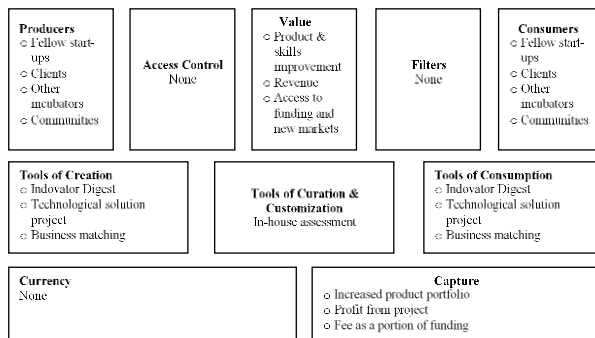 Producers
○ Fellow start-
ups
○ Clients
○ Other
incubators
○ Communities
Access Control
None
Value
○ Product &
skills
improvement
○ Revenue
○ Access to
funding and
new markets
Filters
None
Consumers
○ Fellow start-
ups
○ Clients
○ Other
incubators
○ Communities
Tools of Creation
○ Indovator Digest
○ Technological solution
project
○ Business matching
Tools of Curation &
Customization
In-house assessment
Tools of Consumption
○ Indovator Digest
○ Technological solution
project
○ Business matching
Currency
None
Capture
○ Increased product portfolio
○ Profit from project
○ Fee as a portion of funding